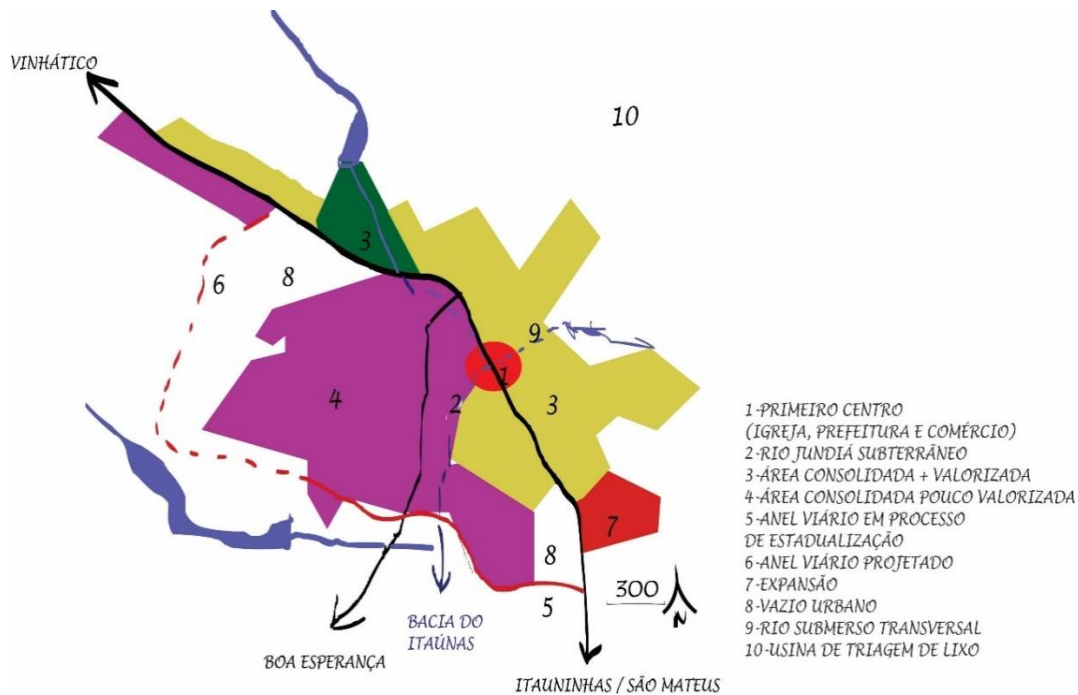 VINHÁTICO
10
3
6
8
9
1
4
2
3
7
8
5
300
N
BACIA DO
ITAÚNAS
BOA ESPERANÇA
ITAUNINHAS / SÃO MATEUS
1-PRIMEIRO CENTRO
(IGREJA, PREFEITURA E COMÉRCIO)
2-RIO JUNDIÁ SUBTERRÂNEO
3-ÁREA CONSOLIDADA + VALORIZADA
4-ÁREA CONSOLIDADA POUCO VALORIZADA
5-ANEL VIÁRIO EM PROCESSO
DE ESTADUALIZAÇÃO
6-ANEL VIÁRIO PROJETADO
7-EXPANSÃO
8-VAZIO URBANO
9-RIO SUBMERSO TRANSVERSAL
10-USINA DE TRIAGEM DE LIXO